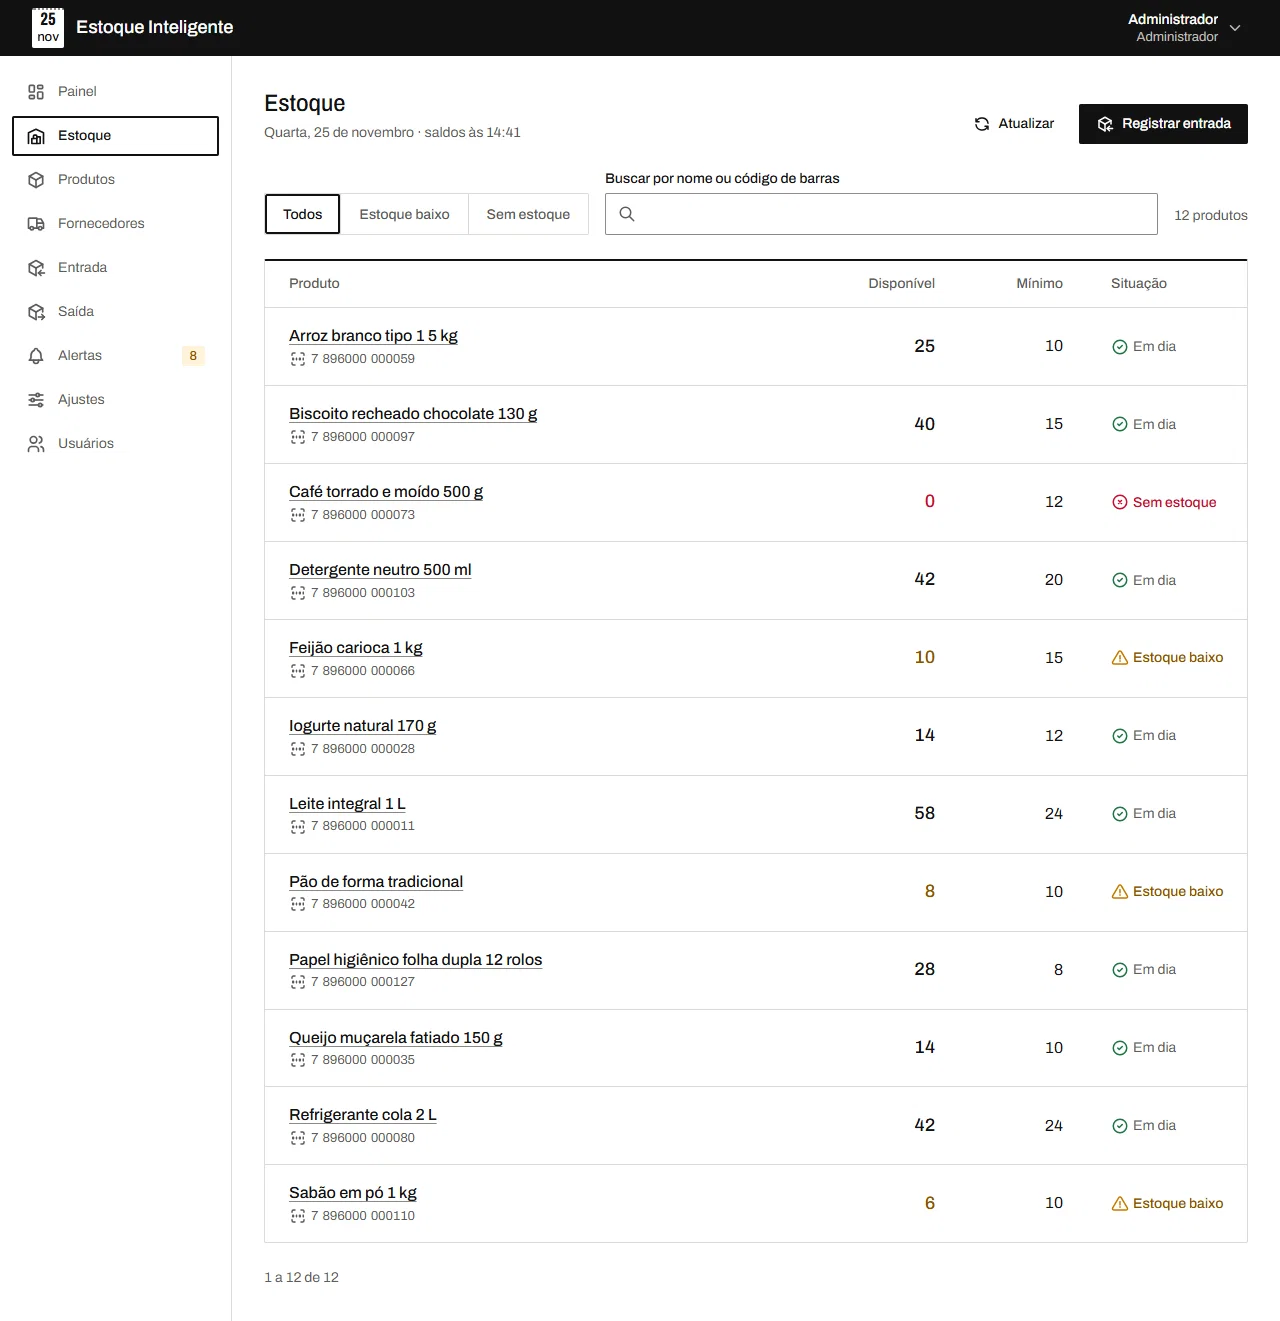 25
nov
Estoque Inteligente
Administrador
Administrador
Painel
Estoque
Produtos
Fornecedores
Entrada
Saída
Alertas 8
Ajustes
Usuários
Estoque
Quarta, 25 de novembro · saldos às 14:41
Atualizar
Registrar entrada
Todos
Estoque baixo
Sem estoque
Buscar por nome ou código de barras
12 produtos
Produto Disponível Mínimo Situação
Arroz branco tipo 1 5 kg
7 896000 000059
25 10 Em dia
Biscoito recheado chocolate 130 g
7 896000 000097
40 15 Em dia
Café torrado e moído 500 g
7 896000 000073
0 12 Sem estoque
Detergente neutro 500 ml
7 896000 000103
42 20 Em dia
Feijão carioca 1 kg
7 896000 000066
10 15 Estoque baixo
Iogurte natural 170 g
7 896000 000028
14 12 Em dia
Leite integral 1 L
7 896000 000011
58 24 Em dia
Pão de forma tradicional
7 896000 000042
8 10 Estoque baixo
Papel higiênico folha dupla 12 rolos
7 896000 000127
28 8 Em dia
Queijo muçarela fatiado 150 g
7 896000 000035
14 10 Em dia
Refrigerante cola 2 L
7 896000 000080
42 24 Em dia
Sabão em pó 1 kg
7 896000 000110
6 10 Estoque baixo
1 a 12 de 12